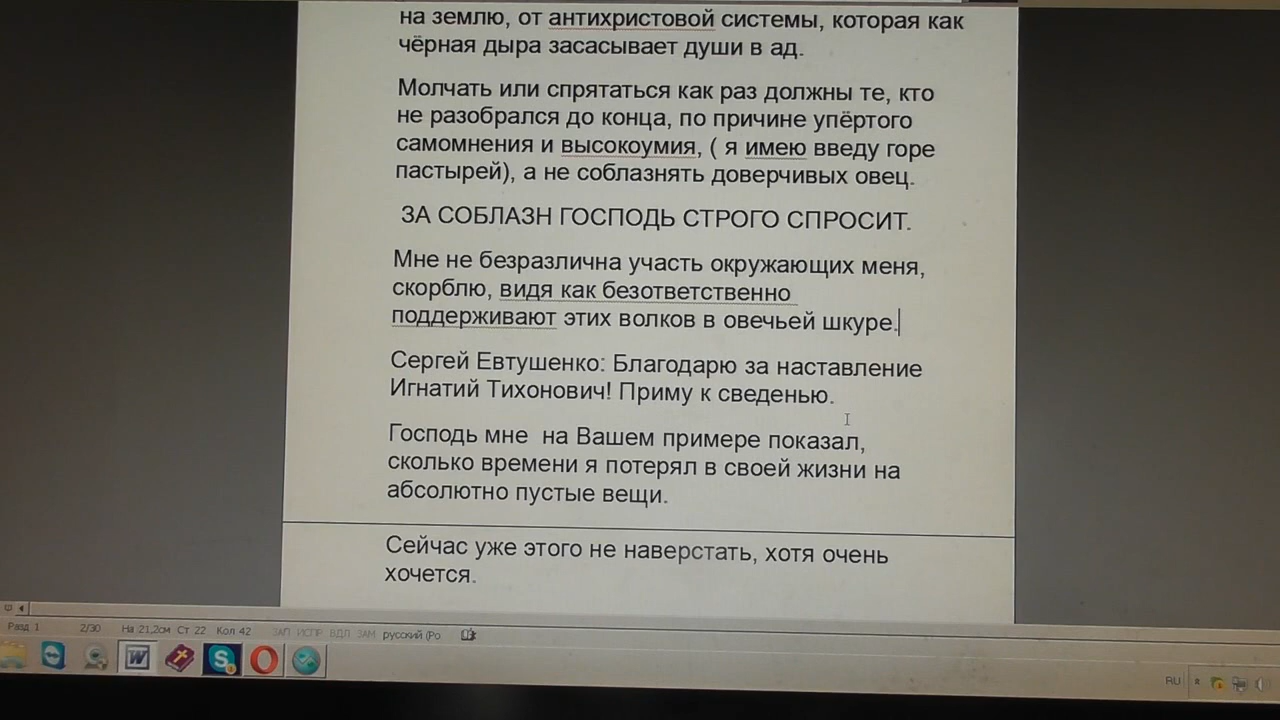 на землю, от антихристовой системы, которая как
чёрная дыра засасывает души в ад.
Молчать или спрятаться как раз должны те, кто
не разобрался до конца, по причине упёртого
самомнения и высокоумия, ( я имею введу горе
пастырей), а не соблазнять доверчивых овец.
ЗА СОБЛАЗН ГОСПОДЬ СТРОГО СПРОСИТ.
Мне не безразлична участь окружающих меня,
скорблю, видя как безответственно
поддерживают этих волков в овечьей шкуре.
Сергей Евтушенко: Благодарю за наставление
Игнатий Тихонович! Приму к сведенью.
Господь мне на Вашем примере показал,
сколько времени я потерял в своей жизни на
абсолютно пустые вещи.
Сейчас уже этого не наверстать, хотя очень
хочется.
Разд 1 2/30 На 21,2см Ст 22 Кол 42 ЗАП ИСПР ВДЛ ЗАМ русский (Ро
RU